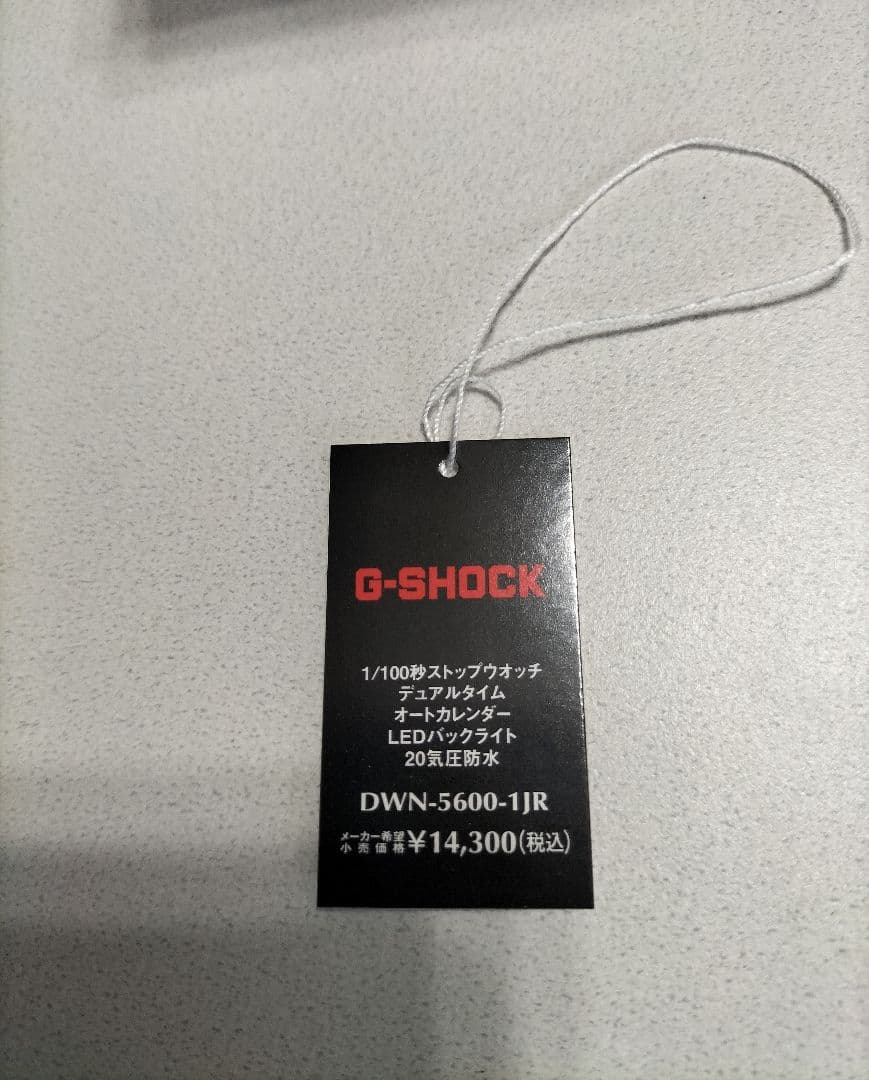 G-SHOCK
1/100秒ストップウオッチ
デュアルタイム
オートカレンダー
LEDバックライト
20気圧防水
DWN-5600-1JR
メーカー希望小売価格¥14,300(税込)